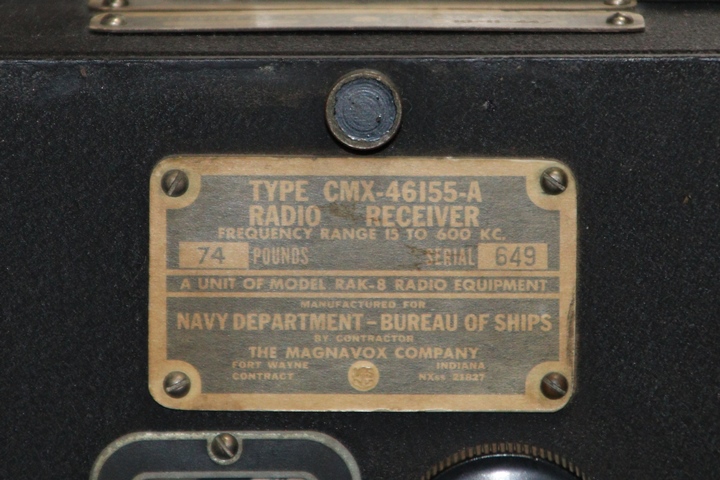 TYPE CMX-46155-A
RADIO RECEIVER
FREQUENCY RANGE 15 TO 600 KC.
74 POUNDS SERIAL 649
A UNIT OF MODEL RAK-8 RADIO EQUIPMENT
MANUFACTURED FOR
NAVY DEPARTMENT - BUREAU OF SHIPS
BY CONTRACTOR
THE MAGNAVOX COMPANY
FORT WAYNE INDIANA
CONTRACT NXsr 21827